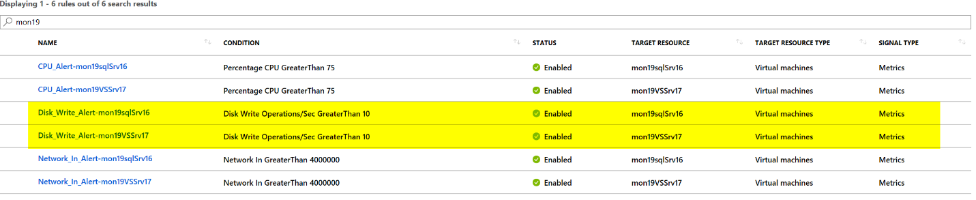 Displaying 1 - 6 rules out of 6 search results
mon19
NAME CONDITION STATUS TARGET RESOURCE TARGET RESOURCE TYPE SIGNAL TYPE
CPU_Alert-mon19sqlSrv16 Percentage CPU GreaterThan 75 Enabled mon19sqlSrv16 Virtual machines Metrics
CPU_Alert-mon19VSSrv17 Percentage CPU GreaterThan 75 Enabled mon19VSSrv17 Virtual machines Metrics
Disk_Write_Alert-mon19sqlSrv16 Disk Write Operations/Sec GreaterThan 10 Enabled mon19sqlSrv16 Virtual machines Metrics
Disk_Write_Alert-mon19VSSrv17 Disk Write Operations/Sec GreaterThan 10 Enabled mon19VSSrv17 Virtual machines Metrics
Network_In_Alert-mon19sqlSrv16 Network In GreaterThan 4000000 Enabled mon19sqlSrv16 Virtual machines Metrics
Network_In_Alert-mon19VSSrv17 Network In GreaterThan 4000000 Enabled mon19VSSrv17 Virtual machines Metrics